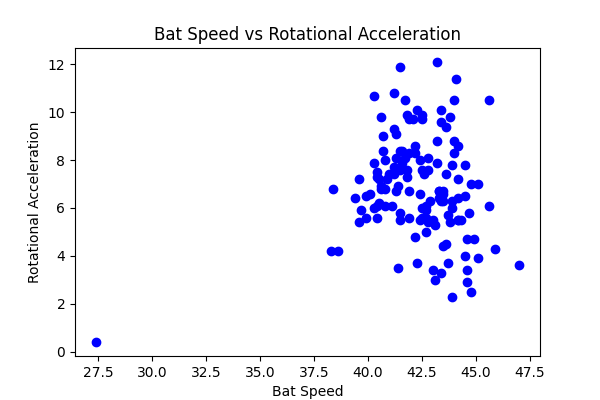 Bat Speed vs Rotational Acceleration
12
10
8
6
4
2
0
Rotational Acceleration
27.5 30.0 32.5 35.0 37.5 40.0 42.5 45.0 47.5
Bat Speed